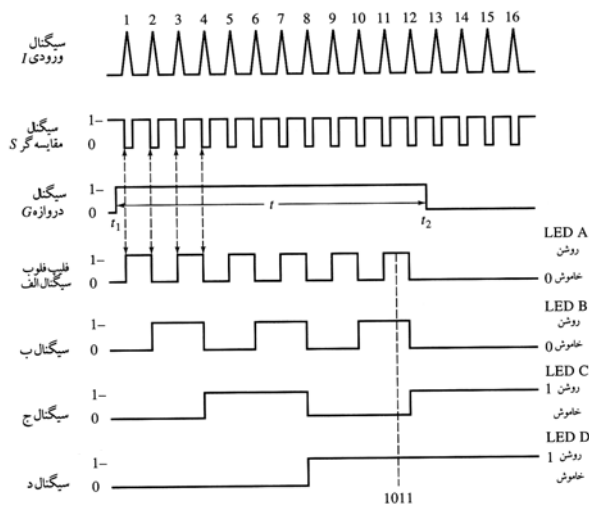 1 2 3 4 5 6 7 8 9 10 11 12 13 14 15 16
سیگنال
ورودی I
سیگنل
مقایسه گر S
1–
0
سیگنال
دروازه G
1–
0
t₁
t
t₂
فلیپ فلوپ
سیگنال الف
1–
0
LED A
روشن
0 خاموش
سیگنال ب
1–
0
LED B
روشن
0 خاموش
سیگنال ج
1–
0
LED C
1 روشن
خاموش
سیگنال د
1–
0
LED D
1 روشن
خاموش
1011